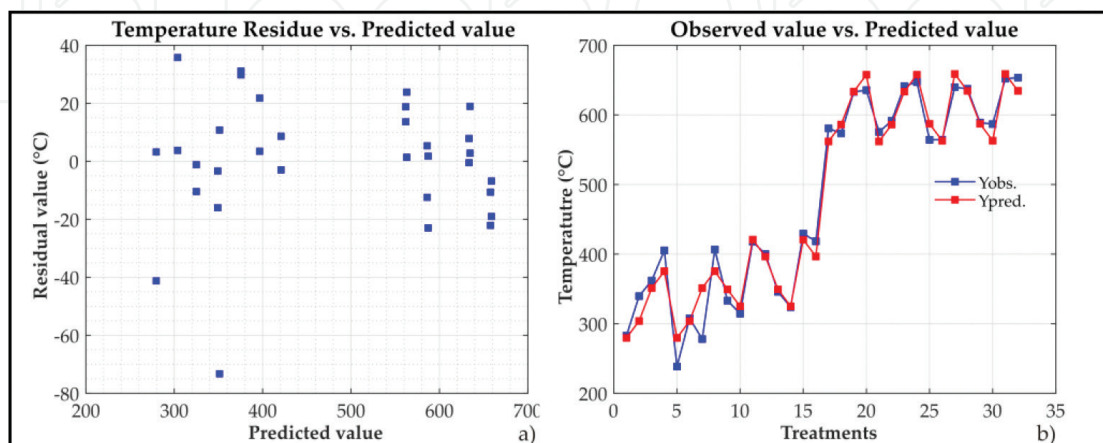 Temperature Residue vs. Predicted value
40
20
0
-20
-40
-60
-80
Residual value (°C)
200
300
400
500
600
700
Predicted value
a)
Observed value vs. Predicted value
700
600
500
400
300
200
Temperatutre (°C)
Yobs.
Ypred.
0
5
10
15
20
25
30
35
Treatments
b)